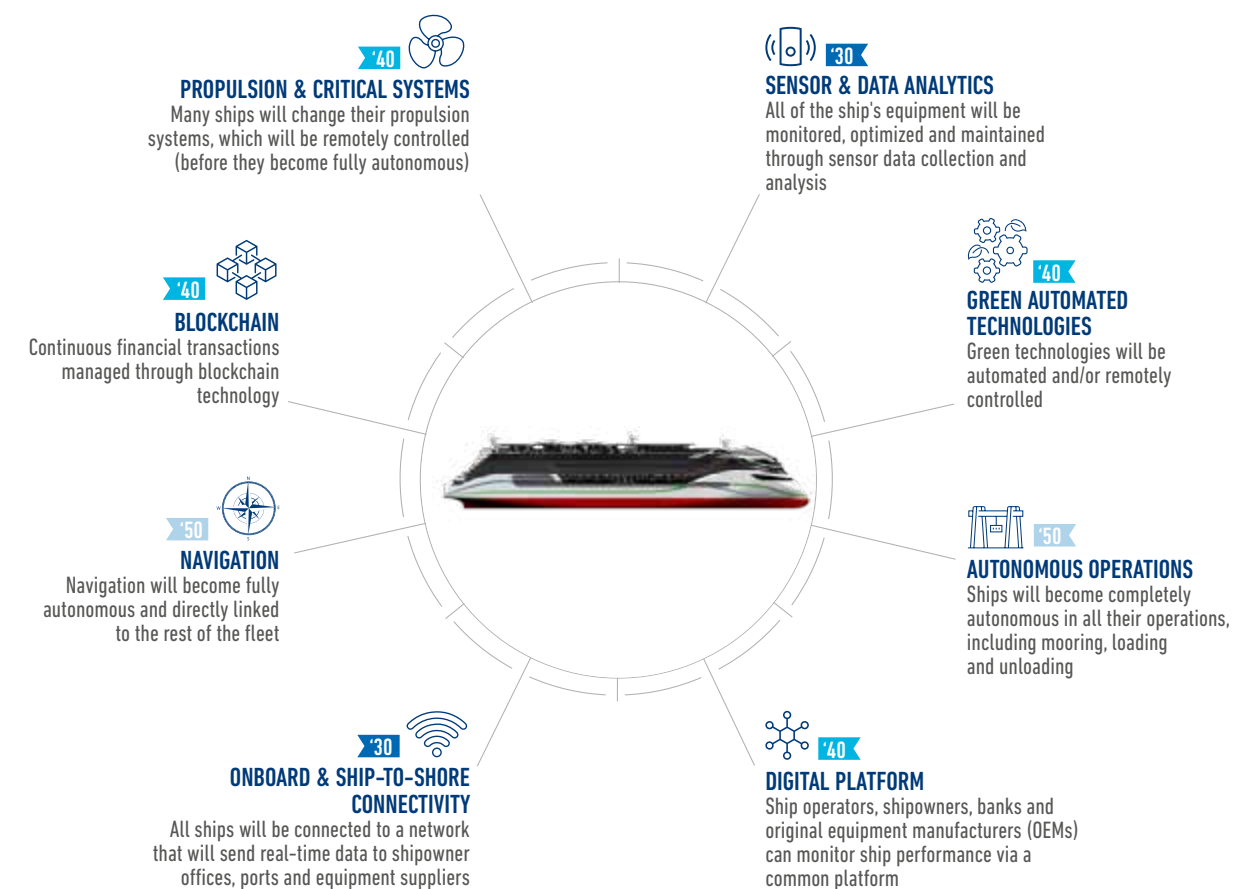 ‘40
PROPULSION & CRITICAL SYSTEMS
Many ships will change their propulsion
systems, which will be remotely controlled
(before they become fully autonomous)
‘30
SENSOR & DATA ANALYTICS
All of the ship's equipment will be
monitored, optimized and maintained
through sensor data collection and
analysis
‘40
BLOCKCHAIN
Continuous financial transactions
managed through blockchain
technology
‘40
GREEN AUTOMATED
TECHNOLOGIES
Green technologies will be
automated and/or remotely
controlled
‘50
NAVIGATION
Navigation will become fully
autonomous and directly linked
to the rest of the fleet
‘50
AUTONOMOUS OPERATIONS
Ships will become completely
autonomous in all their operations,
including mooring, loading
and unloading
‘30
ONBOARD & SHIP-TO-SHORE
CONNECTIVITY
All ships will be connected to a network
that will send real-time data to shipowner
offices, ports and equipment suppliers
‘40
DIGITAL PLATFORM
Ship operators, shipowners, banks and
original equipment manufacturers (OEMs)
can monitor ship performance via a
common platform